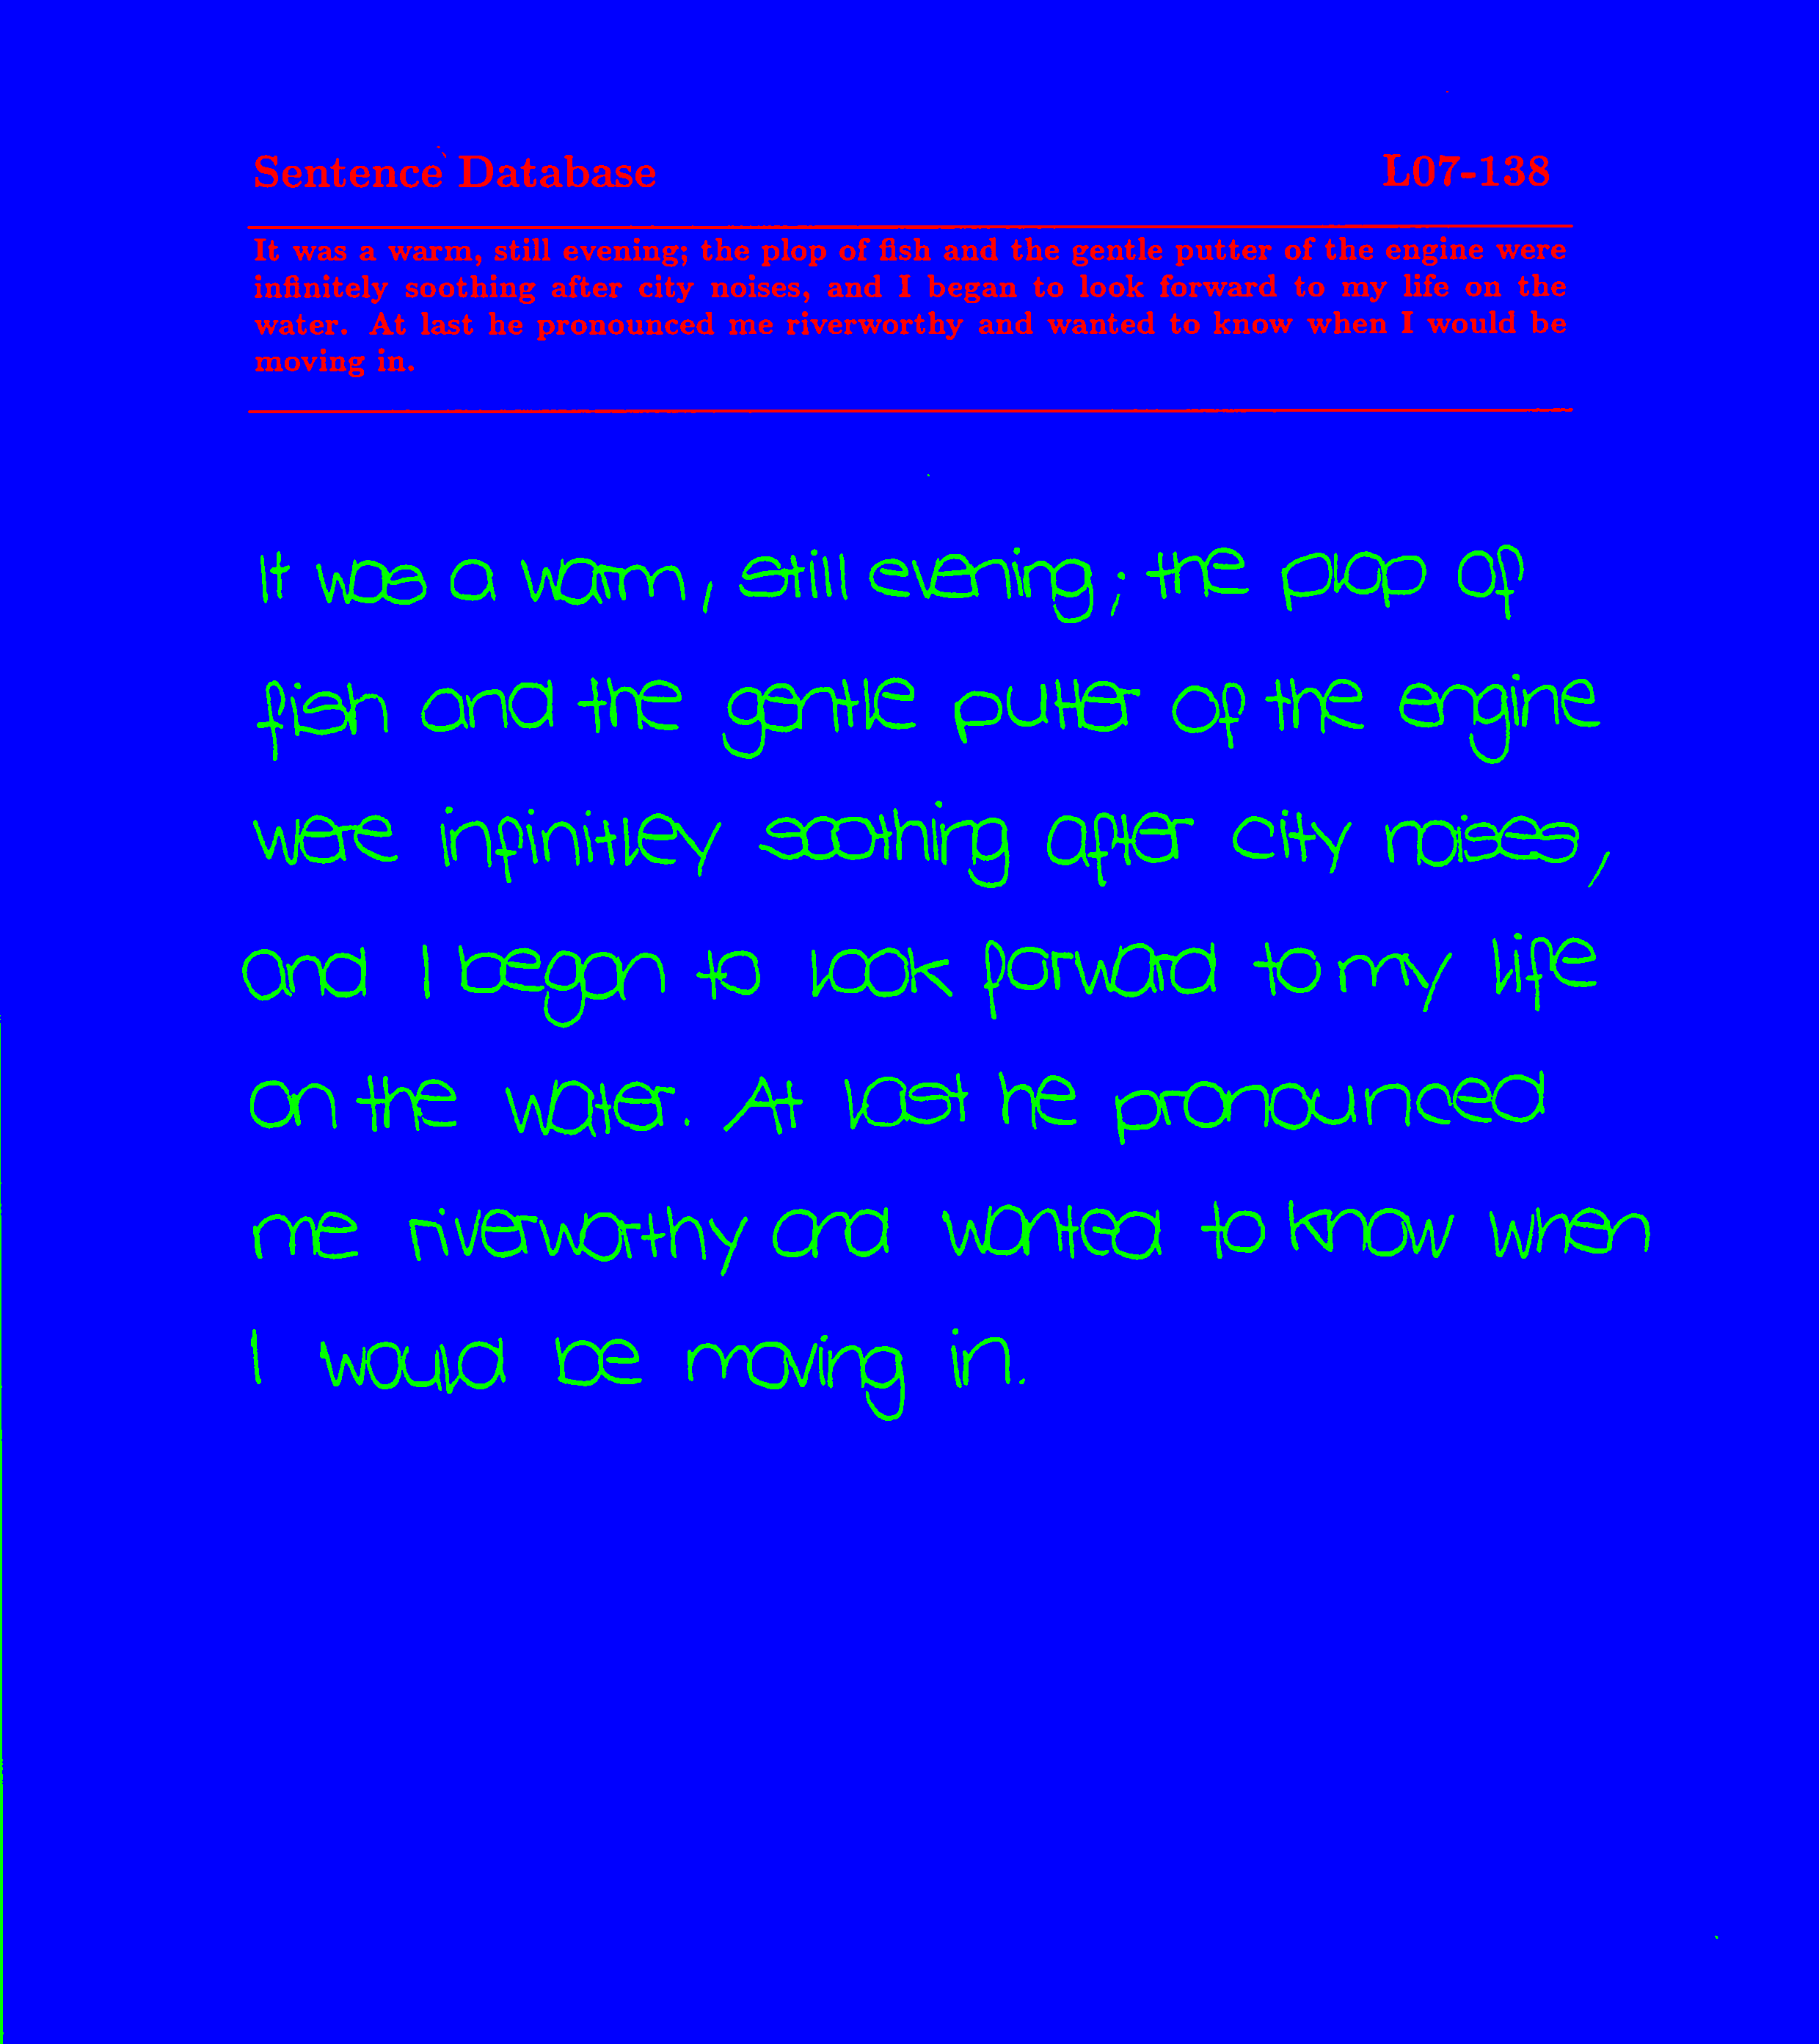 Sentence Database L07-138
It was a warm, still evening; the plop of fish and the gentle putter of the engine were
infinitely soothing after city noises, and I began to look forward to my life on the
water. At last he pronounced me riverworthy and wanted to know when I would be
moving in.
It was a warm, still evening; the plop of
fish and the gentle putter of the engine
were infinitley soothing after city noises,
and I began to look forward to my life
on the water. At last he pronounced
me riverworthy and wanted to know when
I would be moving in.